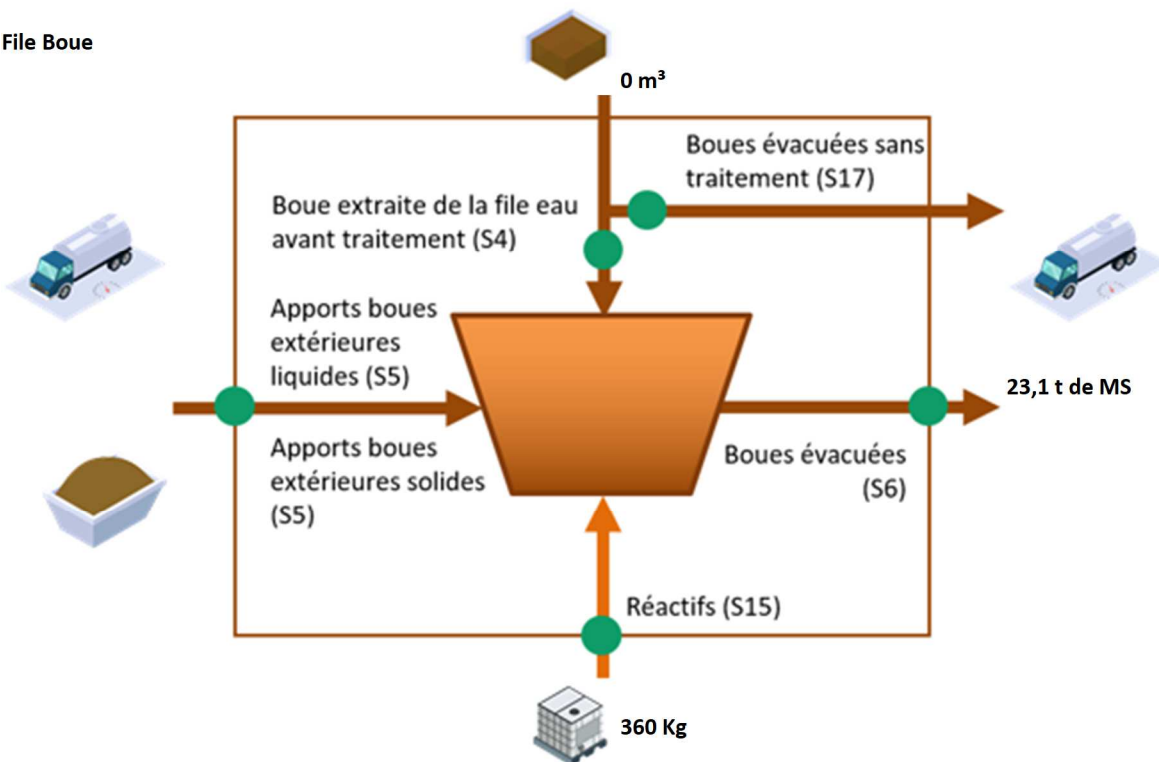 File Boue
0 m³
Boues évacuées sans
traitement (S17)
Boue extraite de la file eau
avant traitement (S4)
Apports boues
extérieures
liquides (S5)
23,1 t de MS
Apports boues
extérieures solides
(S5)
Boues évacuées
(S6)
Réactifs (S15)
360 Kg